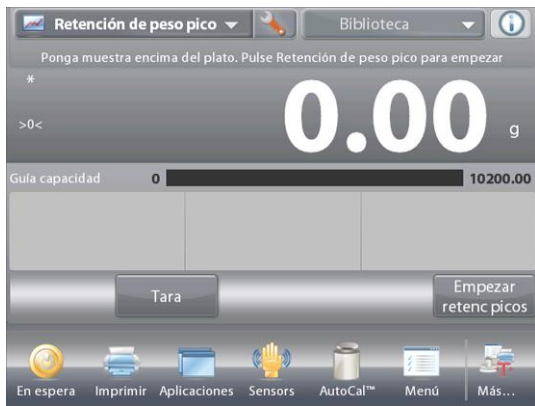 Retención de peso pico
Biblioteca
Ponga muestra encima del plato. Pulse Retención de peso pico para empezar
*
>0<
0.00 g
Guía capacidad 0 10200.00
Tara
Empezar
retenc picos
En espera Imprimir Aplicaciones Sensors AutoCal™ Menú Más...